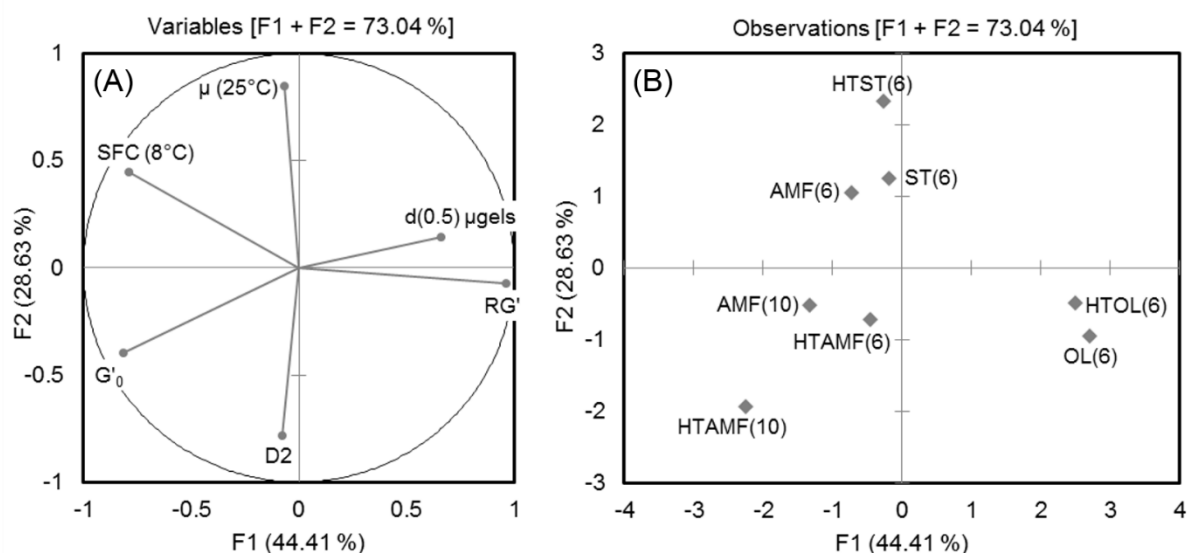 Variables [F1 + F2 = 73.04 %]
(A)
µ (25°C)
SFC (8°C)
d(0.5) µgels
RG'
G'₀
D2
F2 (28.63 %)
1
0.5
0
-0.5
-1
-1
-0.5
0
0.5
1
F1 (44.41 %)
Observations [F1 + F2 = 73.04 %]
(B)
HTST(6)
ST(6)
AMF(6)
AMF(10)
HTAMF(6)
HTOL(6)
OL(6)
HTAMF(10)
F2 (28.63 %)
3
2
1
0
-1
-2
-3
-4
-3
-2
-1
0
1
2
3
4
F1 (44.41 %)